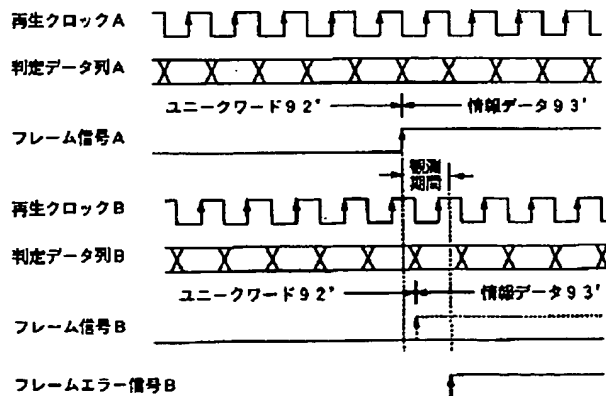 再生クロックA
判定データ列A
ユニークワード92' 情報データ93'
フレーム信号A
観測
期間
再生クロックB
判定データ列B
ユニークワード92' 情報データ93'
フレーム信号B
フレームエラー信号B